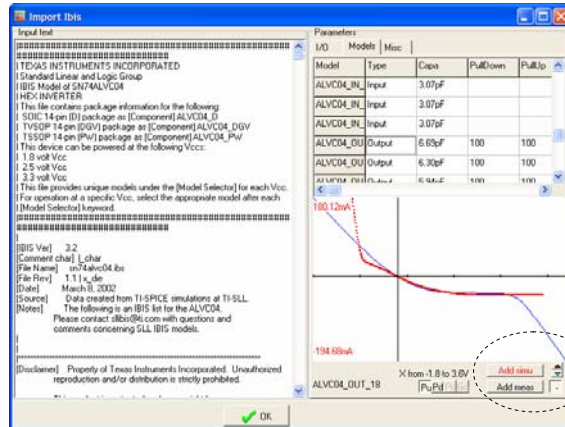 Import Ibis
Input text
|TEXAS INSTRUMENTS INCORPORATED
|Standard Linear and Logic Group
|IBIS Model of SN74ALVC04
|HEX INVERTER
|This file contains package information for the following:
| SOIC 14-pin [D] package as [Component] ALVC04_D
| TVSOP 14-pin [DGV] package as [Component] ALVC04_DGV
| TSSOP 14-pin [PW] package as [Component] ALVC04_PW
|This device can be powered at the following Vccs:
| 1.8 volt Vcc
| 2.5 volt Vcc
| 3.3 volt Vcc
|This file provides unique models under the [Model Selector] for each Vcc.
|For operation at a specific Vcc, select the appropriate model after each
|[Model Selector] keyword.
|
[IBIS Ver] 3.2
[Comment char] |_char
[File Name] sn74alvc04.ibs
[File Rev] 1.1 | x_die
[Date] March 8, 2002
[Source] Data created from TI-SPICE simulations at TI-SLL.
[Notes] The following is an IBIS list for the ALVC04.
Please contact sllibis@ti.com with questions and
comments concerning SLL IBIS models.
|
|
[Disclaimer] Property of Texas Instruments Incorporated. Unauthorized
reproduction and/or distribution is strictly prohibited.
OK
Parameters
I/O Models Misc
Model Type Capa PullDown PullUp
ALVC04_IN_ Input 3.07pF
ALVC04_IN_ Input 3.07pF
ALVC04_IN_ Input 3.07pF
ALVC04_OU Output 6.69pF 100 100
ALVC04_OU Output 6.30pF 100 100
ALVC04_OU Output 5.94pF 100 100
100.12mA
-194.68mA
X from -1.8 to 3.6V
ALVC04_OUT_18
Pu Pd
Add simu
Add meas
-